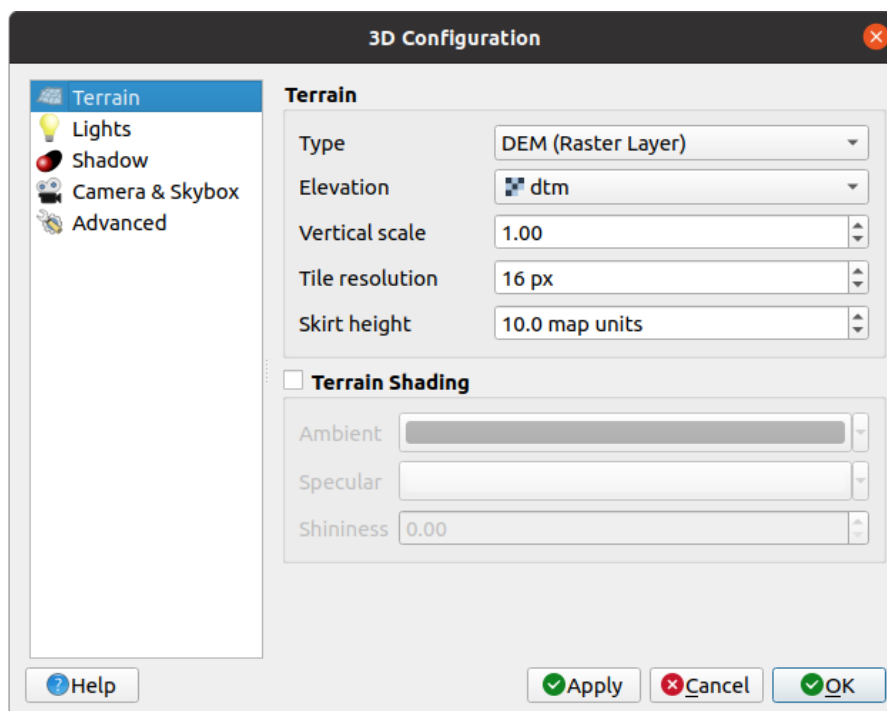 3D Configuration
Terrain
Lights
Shadow
Camera & Skybox
Advanced
Terrain
Type DEM (Raster Layer)
Elevation dtm
Vertical scale 1.00
Tile resolution 16 px
Skirt height 10.0 map units
Terrain Shading
Ambient
Specular
Shininess 0.00
Help Apply Cancel OK